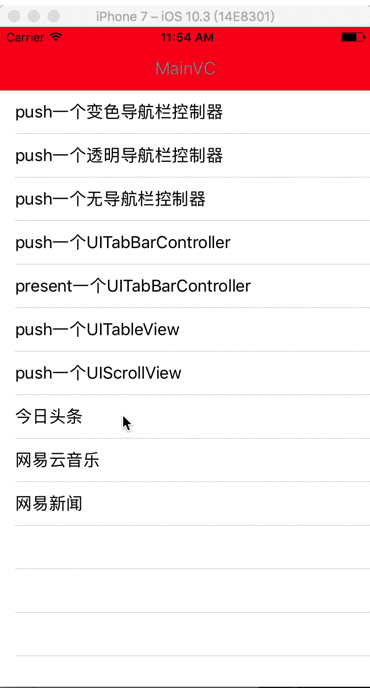 iPhone 7 – iOS 10.3 (14E8301)
Carrier 11:54 AM
MainVC
push一个变色导航栏控制器
push一个透明导航栏控制器
push一个无导航栏控制器
push一个UITabBarController
present一个UITabBarController
push一个UITableView
push一个UIScrollView
今日头条
网易云音乐
网易新闻